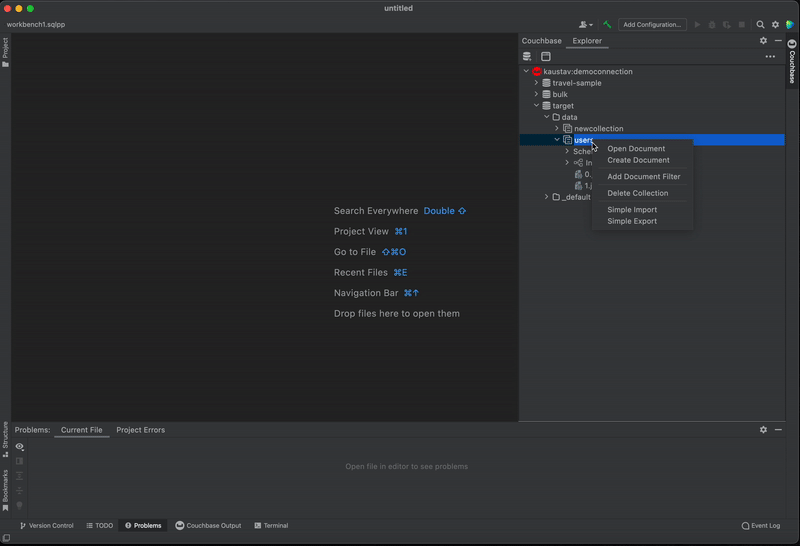 untitled
workbench1.sqlpp
Add Configuration...
Project
Couchbase Explorer
Couchbase
kaustav:democonnection
travel-sample
bulk
target
data
newcollection
users
Open Document
Create Document
Add Document Filter
Delete Collection
Simple Import
Simple Export
0.
1.j
_default
Search Everywhere Double ⇧
Project View ⌘1
Go to File ⇧⌘O
Recent Files ⌘E
Navigation Bar ⌘↑
Drop files here to open them
Structure
Bookmarks
Problems: Current File Project Errors
Open file in editor to see problems
Version Control TODO Problems Couchbase Output Terminal Event Log